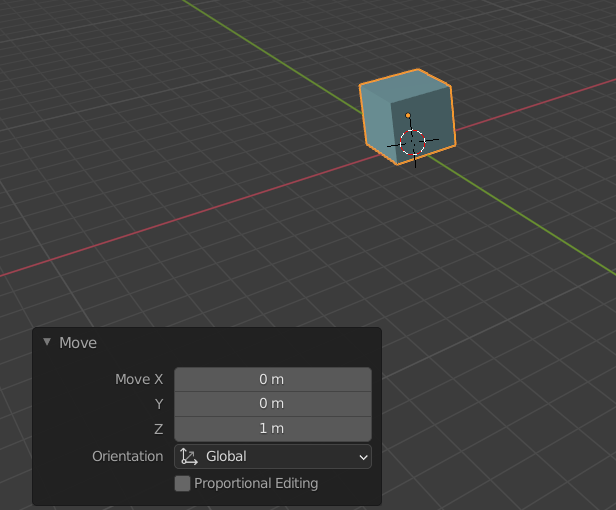 Move
Move X 0 m
Y 0 m
Z 1 m
Orientation Global
Proportional Editing